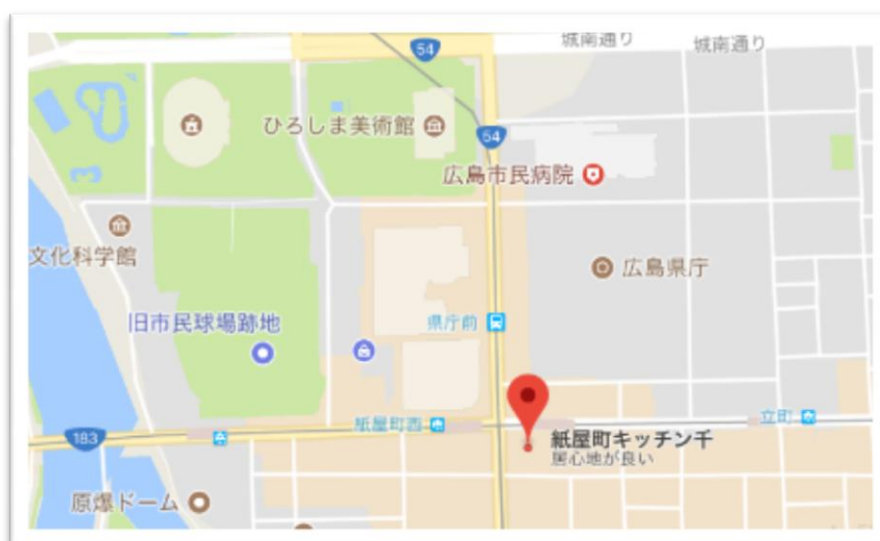 54
城南通り
城南通り
ひろしま美術館
54
広島市民病院
文化科学館
広島県庁
旧市民球場跡地
県庁前
紙屋町西
立町
183
紙屋町キッチン千
居心地が良い
原爆ドーム